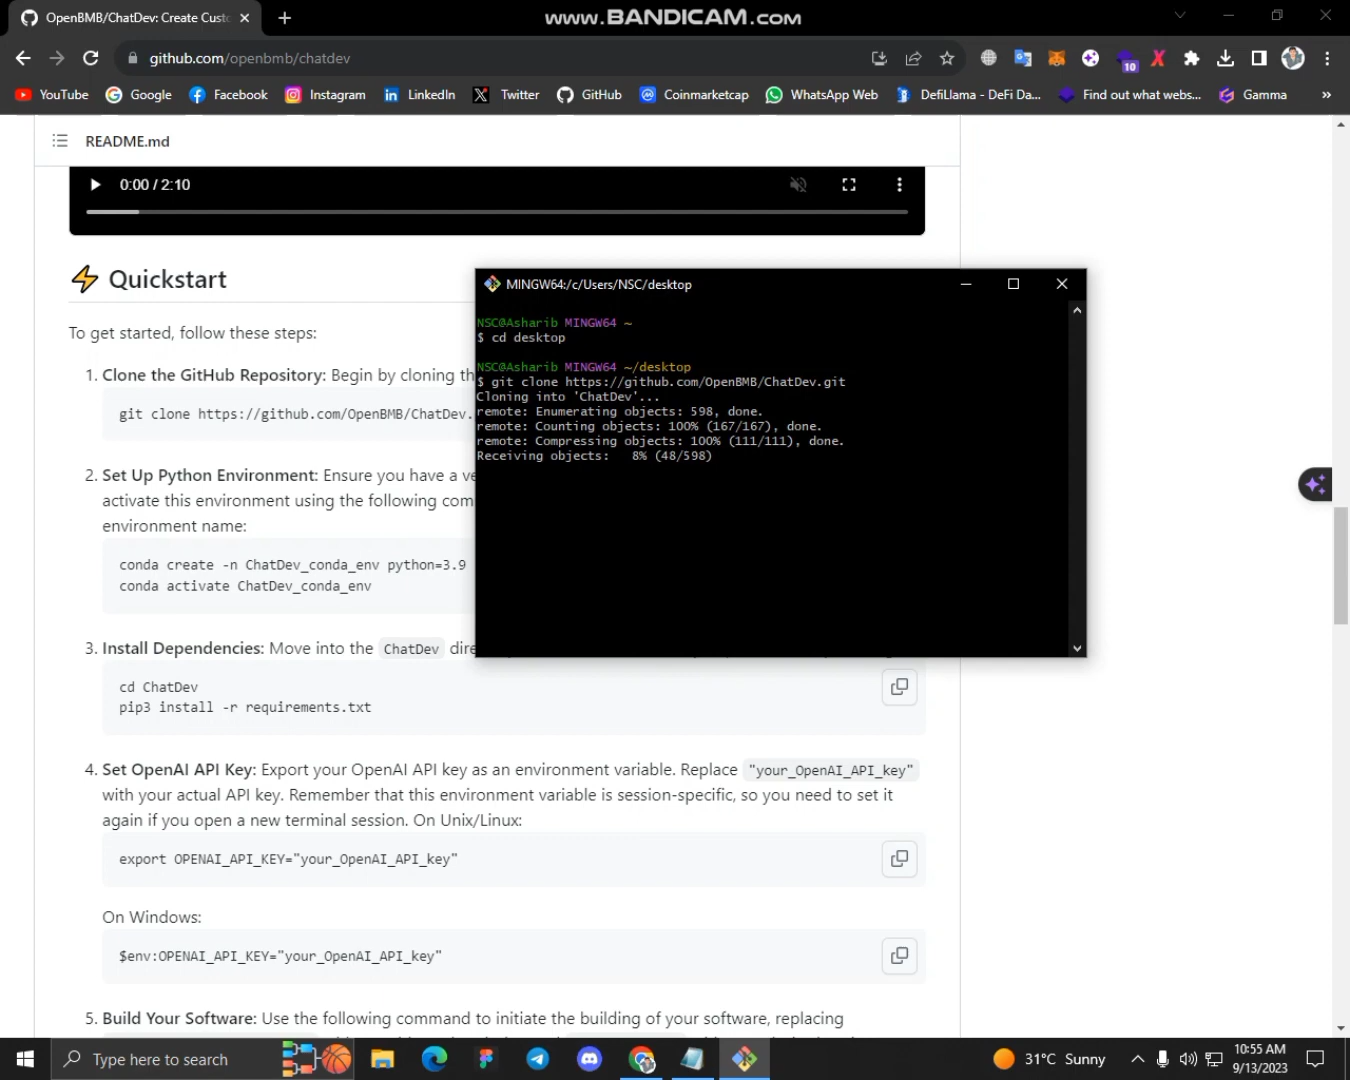 OpenBMB/ChatDev: Create Custo
www.BANDICAM.com
github.com/openbmb/chatdev
10
YouTube Google Facebook Instagram LinkedIn Twitter GitHub Coinmarketcap WhatsApp Web DefiLlama - DeFi Da... Find out what webs... Gamma »
README.md
0:00 / 2:10
Quickstart
To get started, follow these steps:
1. Clone the GitHub Repository: Begin by cloning th
git clone https://github.com/OpenBMB/ChatDev.
2. Set Up Python Environment: Ensure you have a ve
activate this environment using the following com
environment name:
conda create -n ChatDev_conda_env python=3.9
conda activate ChatDev_conda_env
3. Install Dependencies: Move into the ChatDev dire
cd ChatDev
pip3 install -r requirements.txt
4. Set OpenAI API Key: Export your OpenAI API key as an environment variable. Replace "your_OpenAI_API_key"
with your actual API key. Remember that this environment variable is session-specific, so you need to set it
again if you open a new terminal session. On Unix/Linux:
export OPENAI_API_KEY="your_OpenAI_API_key"
On Windows:
$env:OPENAI_API_KEY="your_OpenAI_API_key"
5. Build Your Software: Use the following command to initiate the building of your software, replacing
MINGW64:/c/Users/NSC/desktop
NSC@Asharib MINGW64 ~
$ cd desktop
NSC@Asharib MINGW64 ~/desktop
$ git clone https://github.com/OpenBMB/ChatDev.git
Cloning into 'ChatDev'...
remote: Enumerating objects: 598, done.
remote: Counting objects: 100% (167/167), done.
remote: Compressing objects: 100% (111/111), done.
Receiving objects:   8% (48/598)
Type here to search
31°C Sunny
10:55 AM
9/13/2023